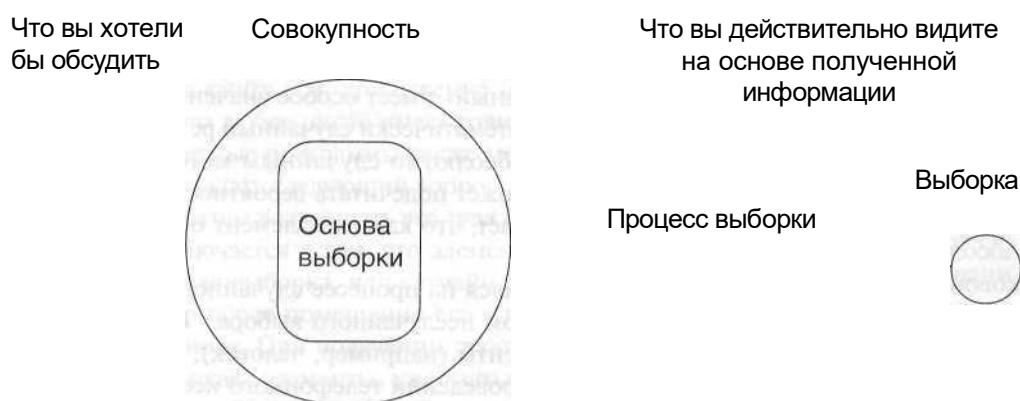 Что вы хотели
бы обсудить
Совокупность
Что вы действительно видите
на основе полученной
информации
Основа
выборки
Процесс выборки
Выборка